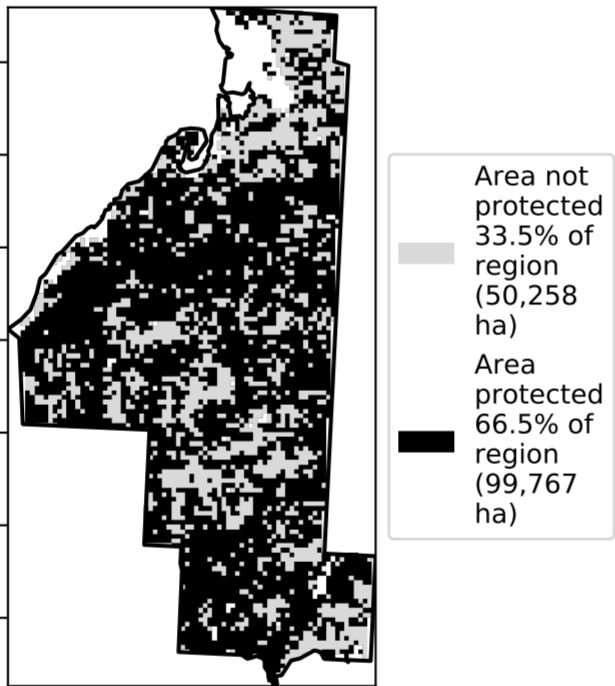 Area not
protected
33.5% of
region
(50,258
ha)
Area
protected
66.5% of
region
(99,767
ha)